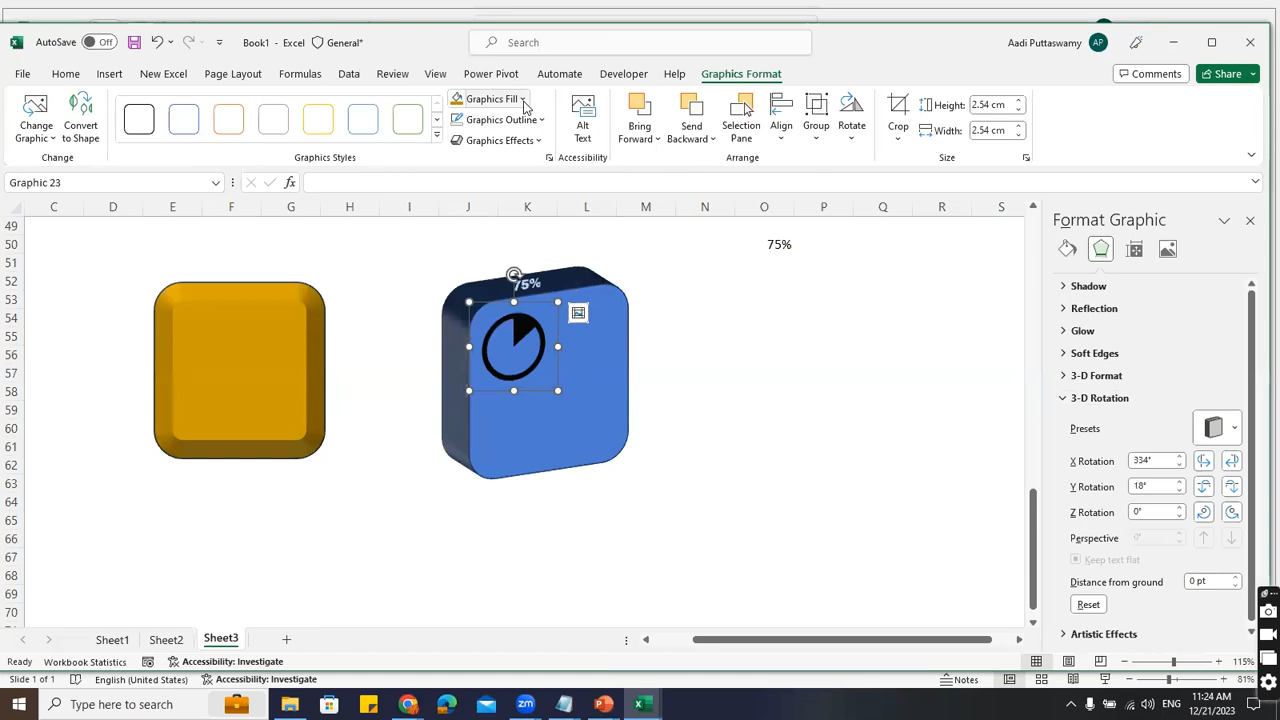 AutoSave Off Book1 - Excel General* Search Aadi Puttaswamy AP
File Home Insert New Excel Page Layout Formulas Data Review View Power Pivot Automate Developer Help Graphics Format Comments Share
Change Graphic
Convert to Shape
Change
Graphics Styles
Graphics Fill
Graphics Outline
Graphics Effects
Alt Text
Accessibility
Bring Forward
Send Backward
Selection Pane
Align
Group
Rotate
Arrange
Crop
Height: 2.54 cm
Width: 2.54 cm
Size
Graphic 23 fx
C D E F G H I J K L M N O P Q R S
49
50
51
52
53
54
55
56
57
58
59
60
61
62
63
64
65
66
67
68
69
70
75%
75%
Format Graphic
Shadow
Reflection
Glow
Soft Edges
3-D Format
3-D Rotation
Presets
X Rotation 334°
Y Rotation 18°
Z Rotation 0°
Perspective 0°
Keep text flat
Distance from ground 0 pt
Reset
Artistic Effects
Sheet1 Sheet2 Sheet3
Ready Workbook Statistics Accessibility: Investigate 115%
Slide 1 of 1 English (United States) Accessibility: Investigate Notes 81%
Type here to search zm ENG
11:24 AM
12/21/2023